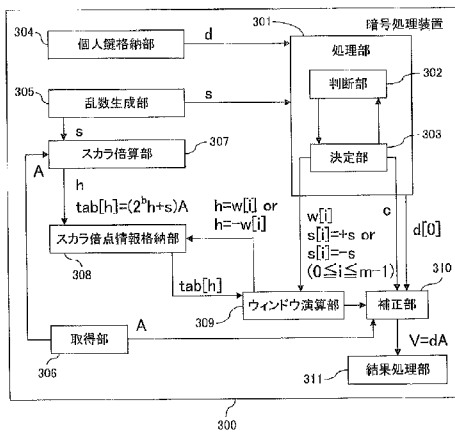 暗号処理装置
301
304
個人鍵格納部
d
処理部
判断部
302
305
乱数生成部
s
決定部
303
s
307
スカラ倍算部
A
h
tab[h]=(2^b h+s)A
c
h=w[i] or
h=-w[i]
w[i]
s[i]=+s or
s[i]=-s
(0≦i≦m-1)
d[0]
スカラ倍点情報格納部
308
tab[h]
310
ウィンドウ演算部
309
補正部
取得部
306
A
V=dA
結果処理部
311
300